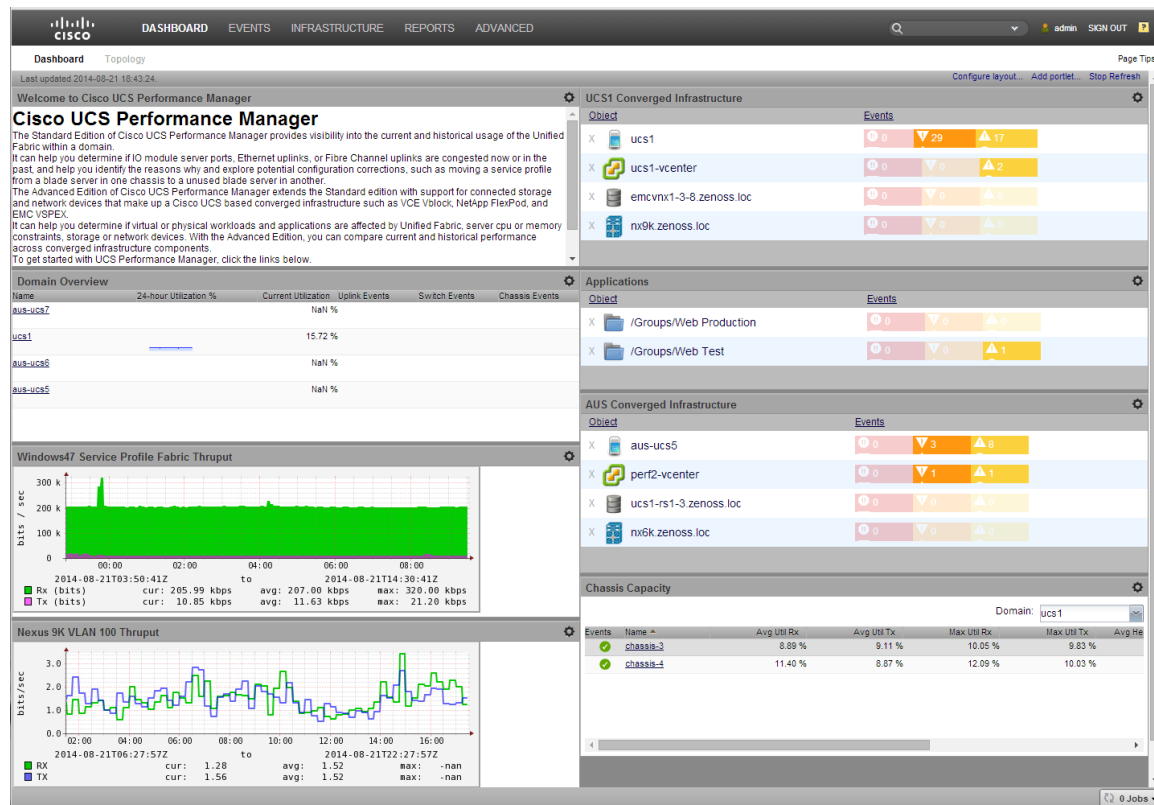 CISCO
DASHBOARD EVENTS INFRASTRUCTURE REPORTS ADVANCED
admin SIGN OUT ?
Dashboard Topology
Page Tips
Last updated 2014-08-21 18:43:24.
Configure layout... Add portlet... Stop Refresh
Welcome to Cisco UCS Performance Manager
Cisco UCS Performance Manager
The Standard Edition of Cisco UCS Performance Manager provides visibility into the current and historical usage of the Unified
Fabric within a domain.
It can help you determine if IO module server ports, Ethernet uplinks, or Fibre Channel uplinks are congested now or in the
past, and help you identify the reasons why and explore potential configuration corrections, such as moving a service profile
from a blade server in one chassis to a unused blade server in another.
The Advanced Edition of Cisco UCS Performance Manager extends the Standard edition with support for connected storage
and network devices that make up a Cisco UCS based converged infrastructure such as VCE Vblock, NetApp FlexPod, and
EMC VSPEX.
It can help you determine if virtual or physical workloads and applications are affected by Unified Fabric, server cpu or memory
constraints, storage or network devices. With the Advanced Edition, you can compare current and historical performance
across converged infrastructure components.
To get started with UCS Performance Manager, click the links below.
Domain Overview
Name 24-hour Utilization % Current Utilization Uplink Events Switch Events Chassis Events
aus-ucs7 NaN %
ucs1 15.72 %
aus-ucs6 NaN %
aus-ucs5 NaN %
Windows47 Service Profile Fabric Thruput
bits / sec
300 k
200 k
100 k
0
00:00 02:00 04:00 06:00 08:00
2014-08-21T03:50:41Z to 2014-08-21T14:30:41Z
Rx (bits) cur: 205.99 kbps avg: 207.00 kbps max: 320.00 kbps
Tx (bits) cur: 10.85 kbps avg: 11.63 kbps max: 21.20 kbps
Nexus 9K VLAN 100 Thruput
bits/sec
3.0
2.0
1.0
0.0
02:00 04:00 06:00 08:00 10:00 12:00 14:00 16:00
2014-08-21T06:27:57Z to 2014-08-21T22:27:57Z
RX cur: 1.28 avg: 1.52 max: -nan
TX cur: 1.56 avg: 1.52 max: -nan
UCS1 Converged Infrastructure
Object Events
X ucs1 0 29 17
X ucs1-vcenter 0 0 2
X emcvnx1-3-8.zenoss.loc 0 0 0
X nx9k.zenoss.loc 0 0 0
Applications
Object Events
X /Groups/Web Production 0 0 0
X /Groups/Web Test 0 0 1
AUS Converged Infrastructure
Object Events
X aus-ucs5 0 3 8
X perf2-vcenter 0 1 1
X ucs1-rs1-3.zenoss.loc 0 0 0
X nx6k.zenoss.loc 0 0 0
Chassis Capacity
Domain: ucs1
Events Name Avg Util Rx Avg Util Tx Max Util Rx Max Util Tx Avg He
chassis-3 8.89 % 9.11 % 10.05 % 9.83 %
chassis-4 11.40 % 8.87 % 12.09 % 10.03 %
0 Jobs